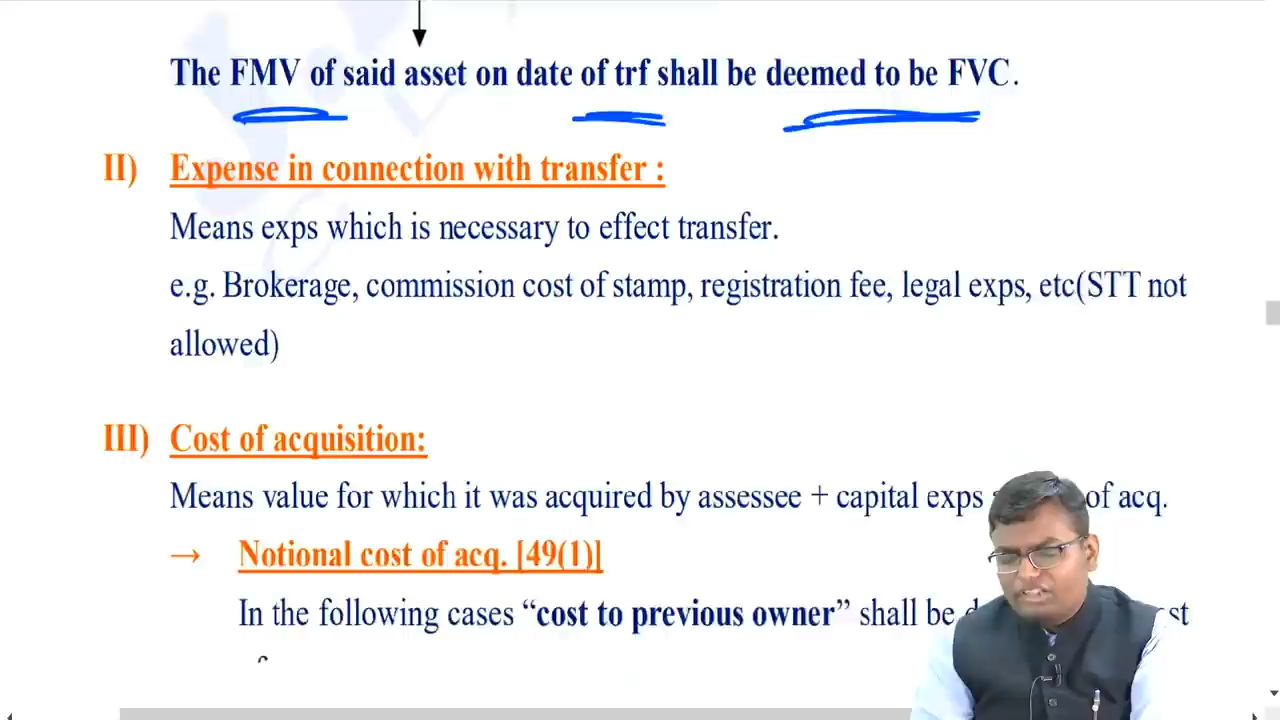 The FMV of said asset on date of trf shall be deemed to be FVC.
II) Expense in connection with transfer :
Means exps which is necessary to effect transfer.
e.g. Brokerage, commission cost of stamp, registration fee, legal exps, etc(STT not
allowed)
III) Cost of acquisition:
Means value for which it was acquired by assessee + capital exps of acq.
→ Notional cost of acq. [49(1)]
In the following cases “cost to previous owner” shall be